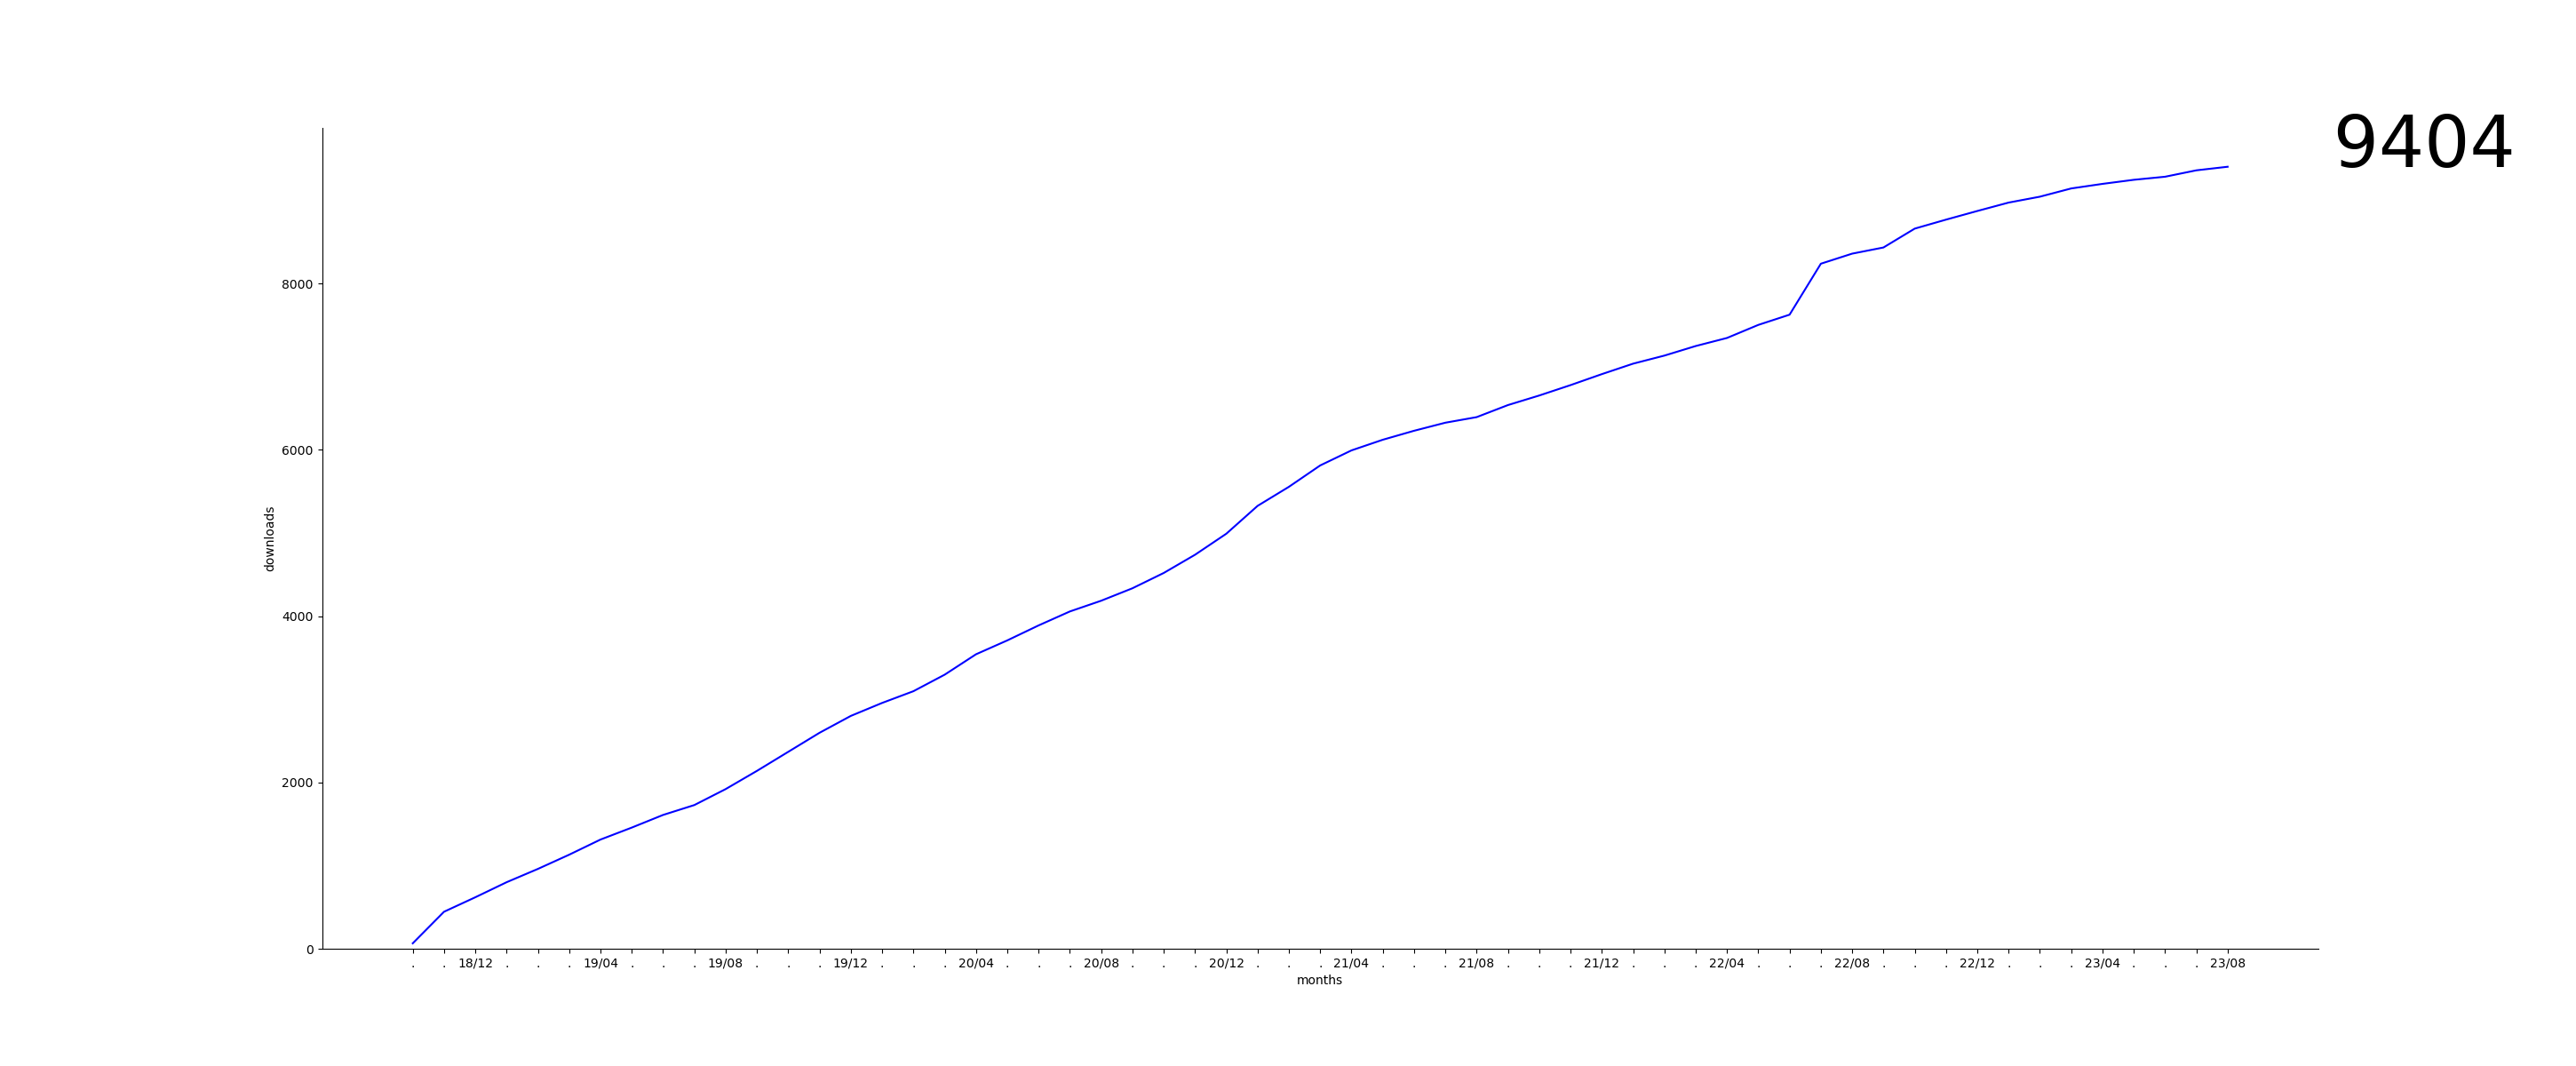 9404
8000
6000
4000
2000
0
downloads
. . 18/12 . . . 19/04 . . . 19/08 . . . 19/12 . . . 20/04 . . . 20/08 . . . 20/12 . . . 21/04 . . . 21/08 . . . 21/12 . . . 22/04 . . . 22/08 . . . 22/12 . . . 23/04 . . . 23/08
months